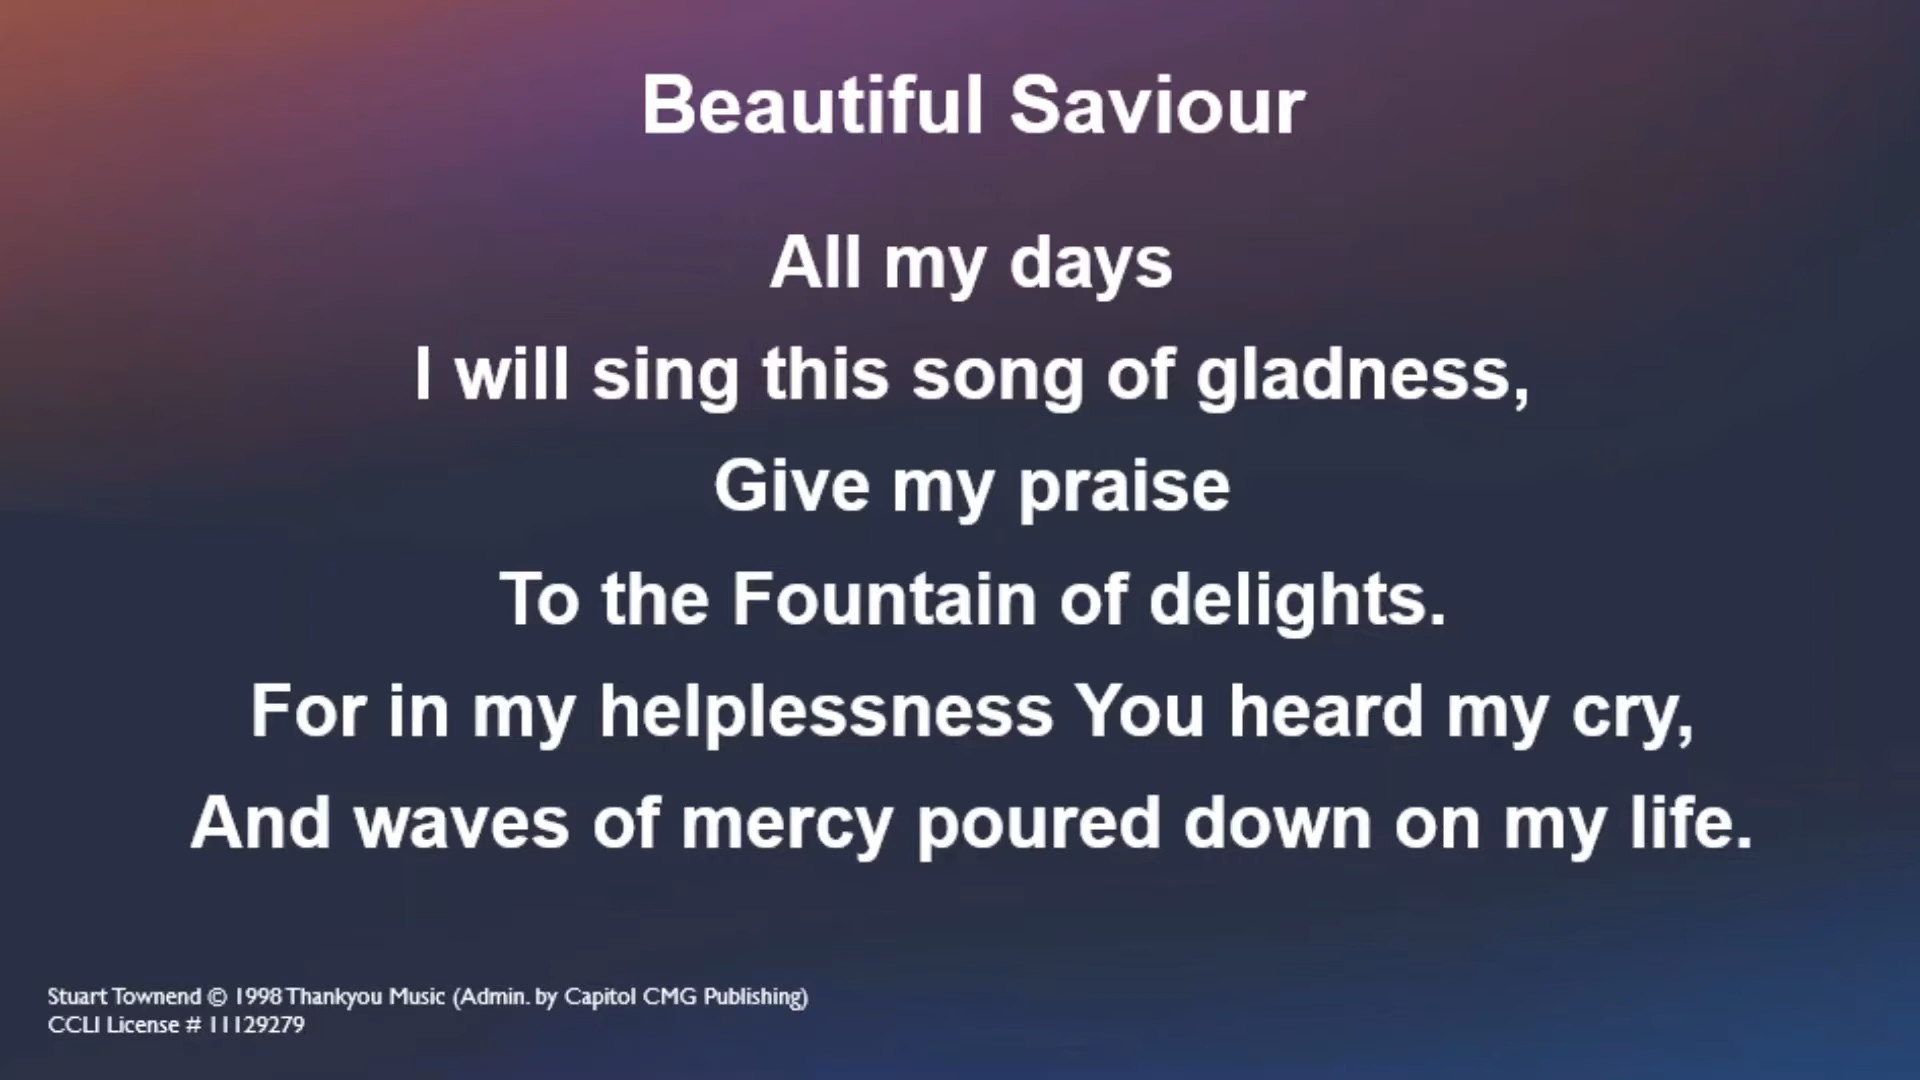 Beautiful Saviour
All my days
I will sing this song of gladness,
Give my praise
To the Fountain of delights.
For in my helplessness You heard my cry,
And waves of mercy poured down on my life.
Stuart Townend © 1998 Thankyou Music (Admin. by Capitol CMG Publishing)
CCLI License # 11129279